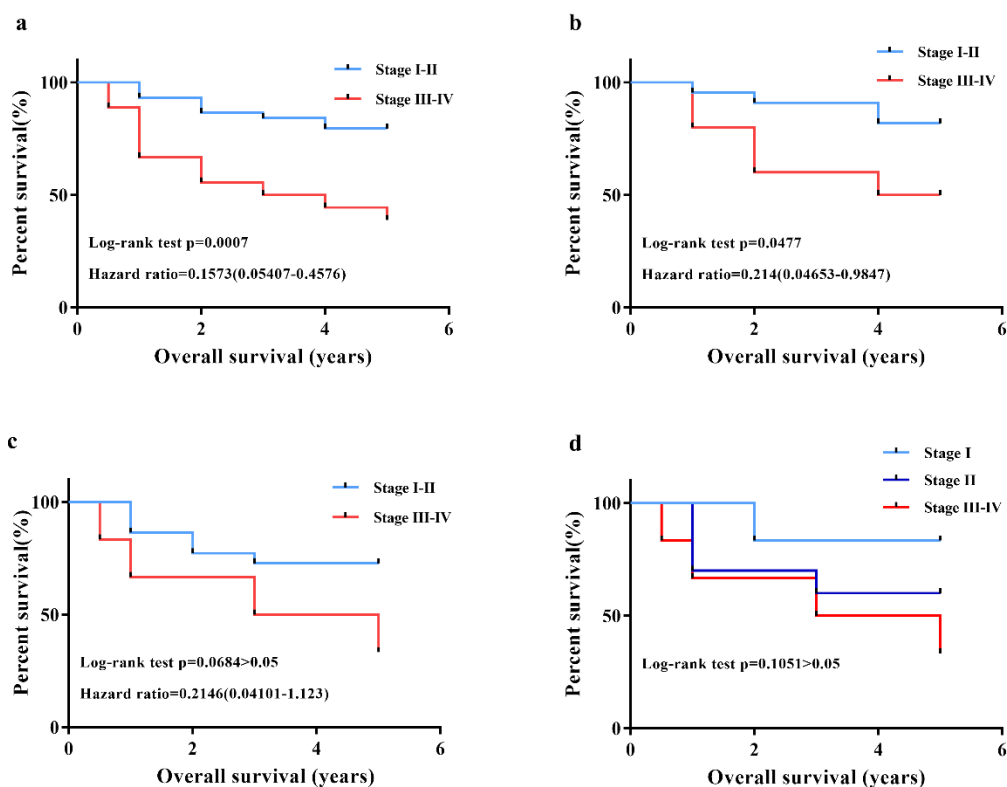 a
Stage I-II
Stage III-IV
Percent survival(%)
100
50
0
Log-rank test p=0.0007
Hazard ratio=0.1573(0.05407-0.4576)
0 2 4 6
Overall survival (years)
b
Stage I-II
Stage III-IV
Percent survival(%)
100
50
0
Log-rank test p=0.0477
Hazard ratio=0.214(0.04653-0.9847)
0 2 4 6
Overall survival (years)
c
Stage I-II
Stage III-IV
Percent survival(%)
100
50
0
Log-rank test p=0.0684>0.05
Hazard ratio=0.2146(0.04101-1.123)
0 2 4 6
Overall survival (years)
d
Stage I
Stage II
Stage III-IV
Percent survival(%)
100
50
0
Log-rank test p=0.1051>0.05
0 2 4 6
Overall survival (years)